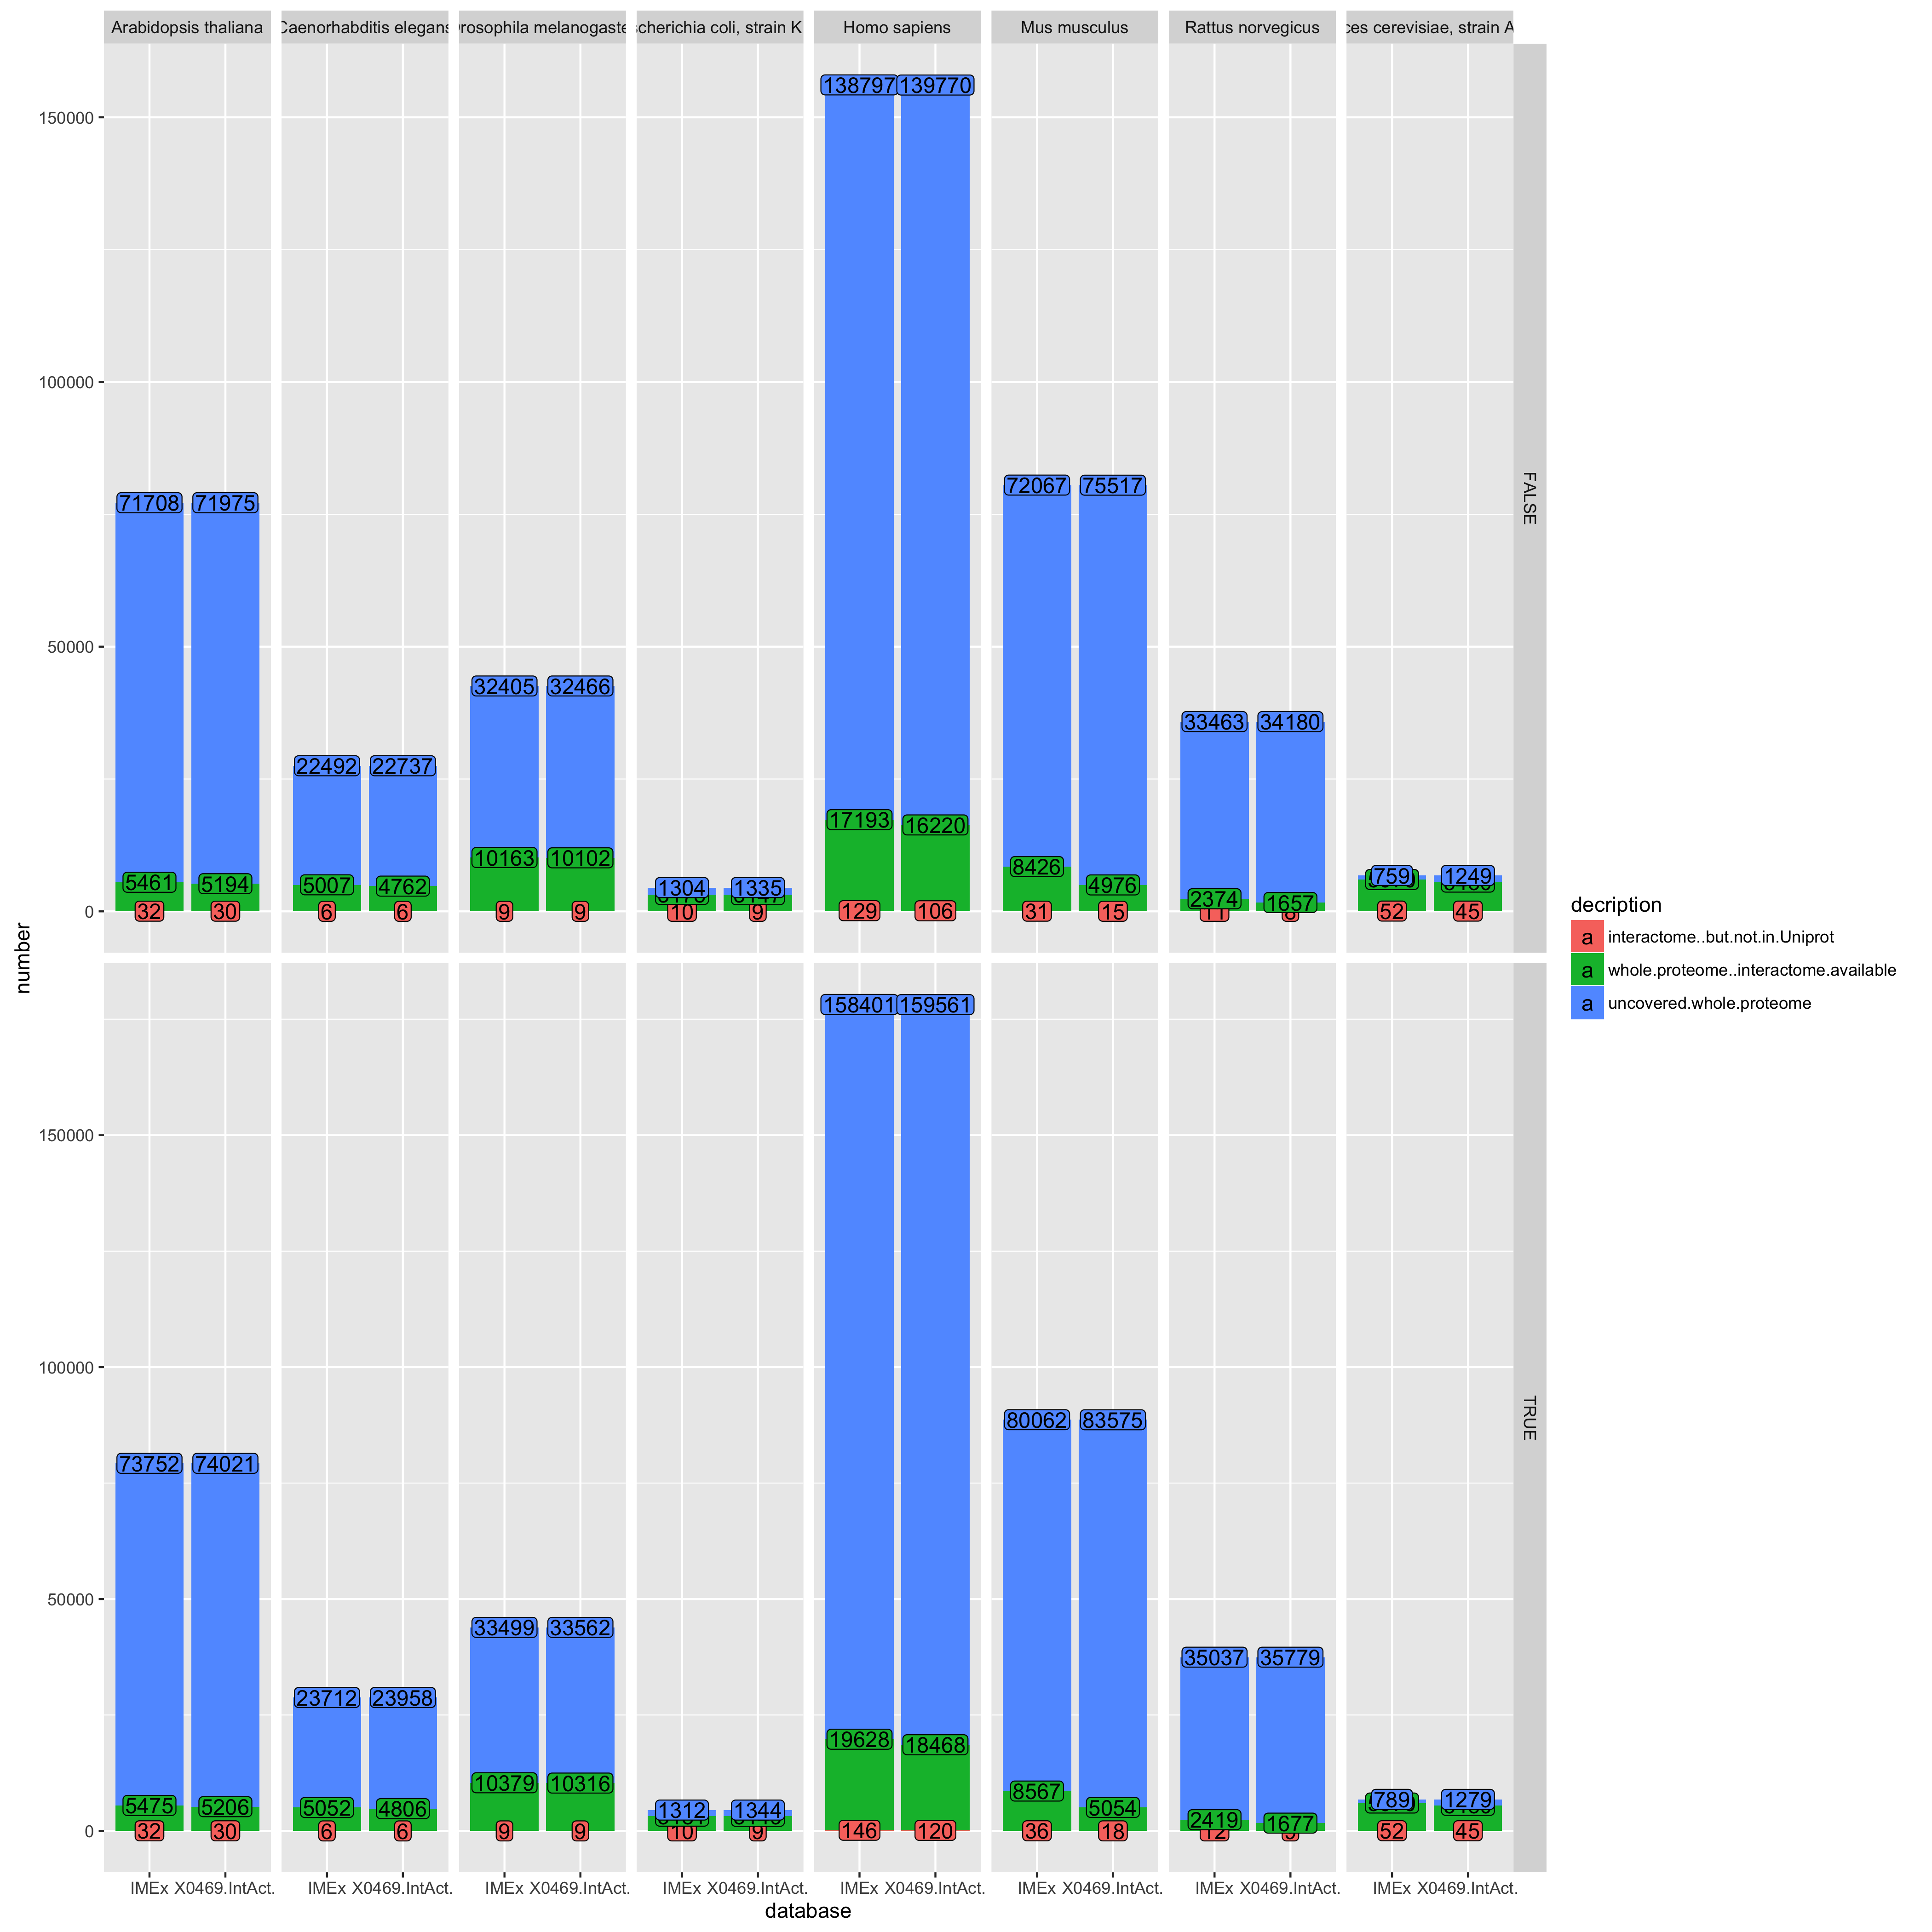 Arabidopsis thaliana Caenorhabditis elegans rosophila melanogaste cherichia coli, strain K Homo sapiens Mus musculus Rattus norvegicus ces cerevisiae, strain A
138797 139770
150000
100000
71708 71975 72067 75517
FALSE
50000
32405 32466 33463 34180
22492 22737
17193 16220
10163 10102 8426 4976
5461 5194 5007 4762 1304 1335 2374 1657 759 1249
0 32 30 6 6 9 9 10 9 129 106 31 15 11 52 45
number
158401 159561
150000
100000
80062 83575
TRUE
73752 74021
50000
33499 33562 35037 35779
23712 23958
19628 18468
10379 10316 8567 5054
5475 5206 5052 4806 1312 1344 2419 1677 789 1279
0 32 30 6 6 9 9 10 9 146 120 36 18 12 52 45
IMEx X0469.IntAct. IMEx X0469.IntAct. IMEx X0469.IntAct. IMEx X0469.IntAct. IMEx X0469.IntAct. IMEx X0469.IntAct. IMEx X0469.IntAct. IMEx X0469.IntAct.
database
decription
a interactome..but.not.in.Uniprot
a whole.proteome..interactome.available
a uncovered.whole.proteome